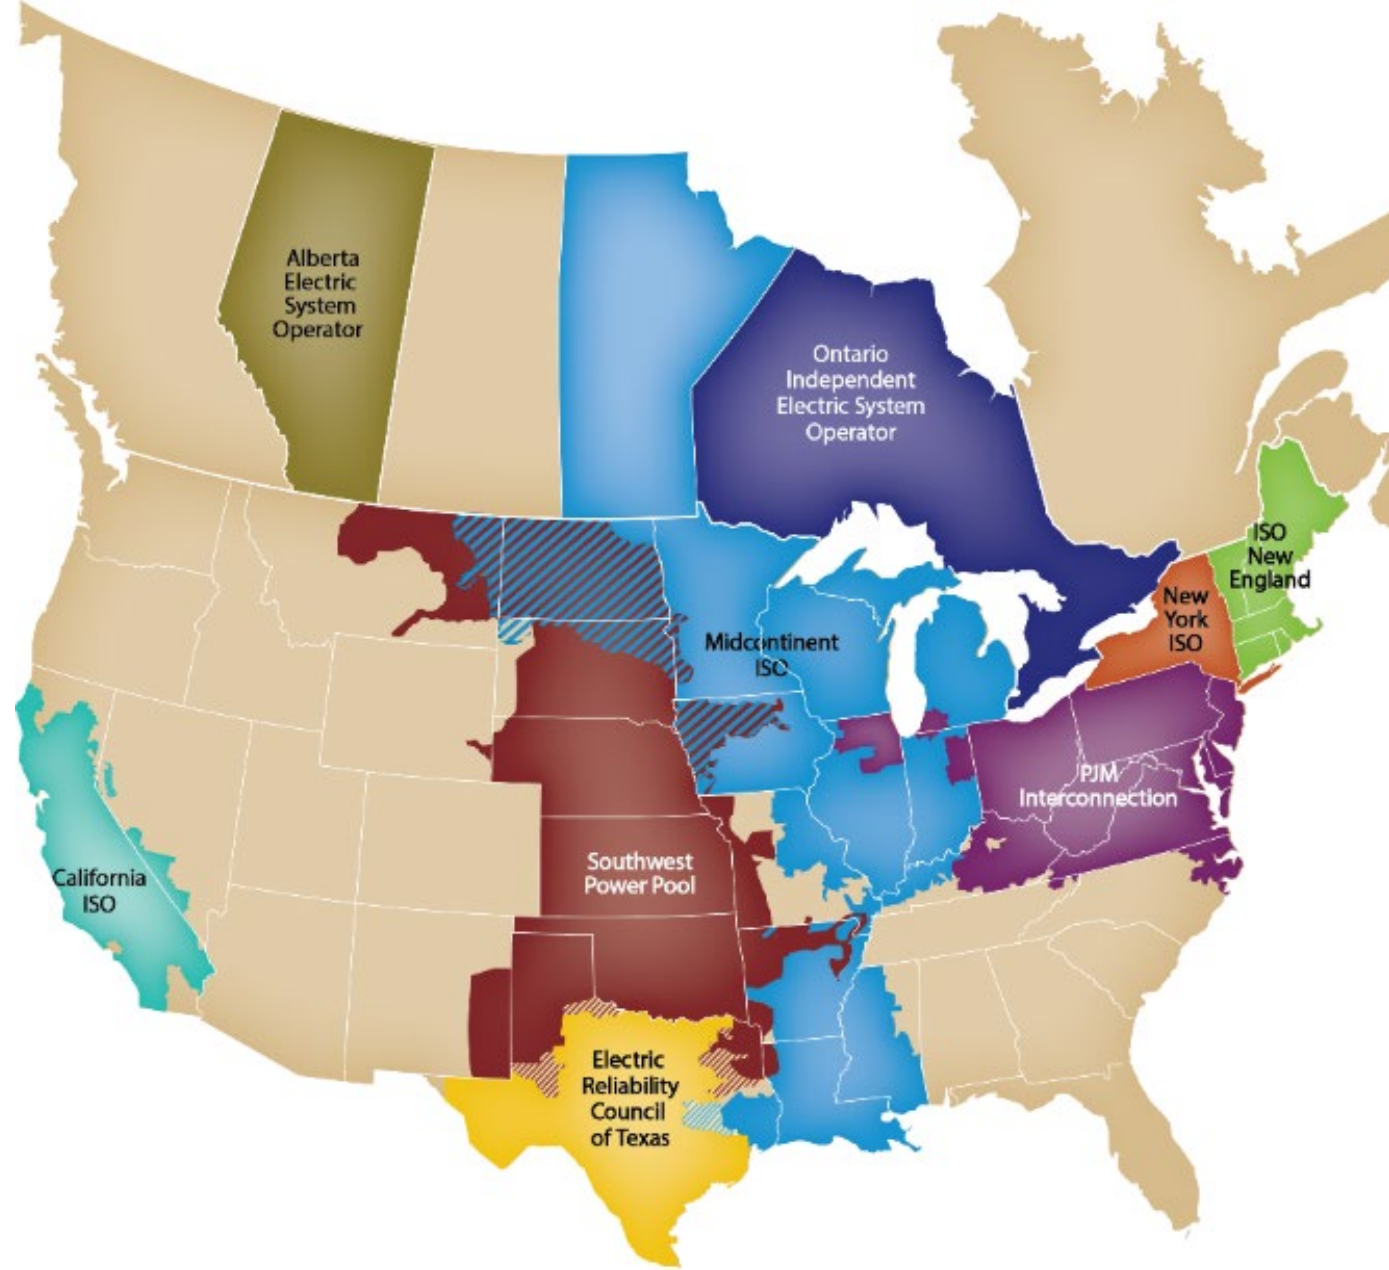 Alberta
Electric
System
Operator
Ontario
Independent
Electric System
Operator
ISO
New
England
New
York
ISO
Midcontinent
ISO
PJM
Interconnection
Southwest
Power Pool
California
ISO
Electric
Reliability
Council
of Texas